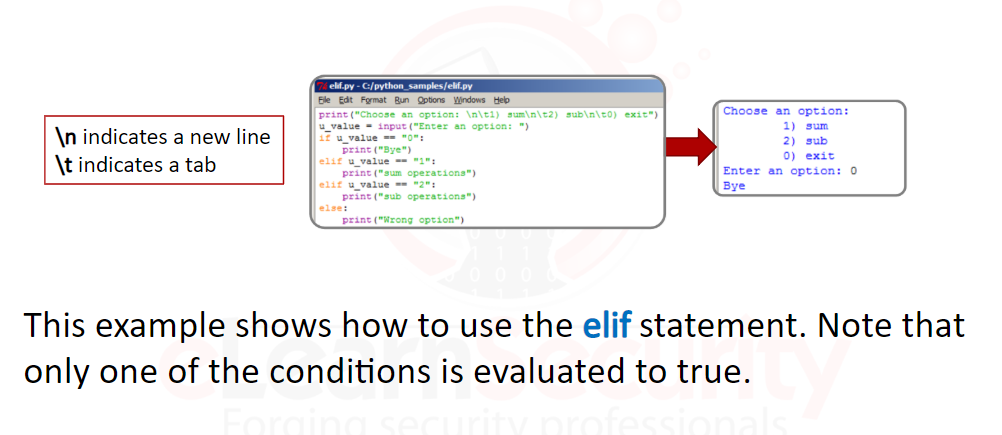 \n indicates a new line
\t indicates a tab
elif.py - C:/python_samples/elif.py
File Edit Format Run Options Windows Help
print("Choose an option: \n\t1) sum\n\t2) sub\n\t0) exit")
u_value = input("Enter an option: ")
if u_value == "0":
    print("Bye")
elif u_value == "1":
    print("sum operations")
elif u_value == "2":
    print("sub operations")
else:
    print("Wrong option")
Choose an option:
        1) sum
        2) sub
        0) exit
Enter an option: 0
Bye
This example shows how to use the elif statement. Note that
only one of the conditions is evaluated to true.
eLearnSecurity
Forging security professionals